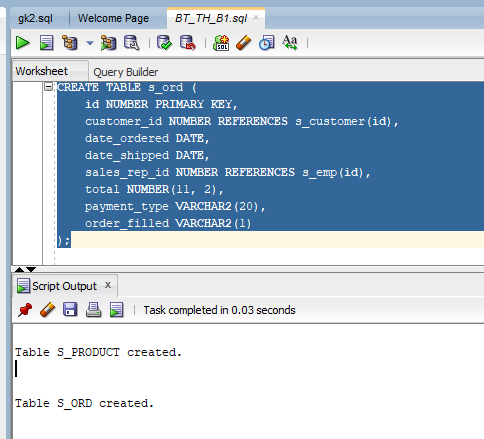 gk2.sql Welcome Page BT_TH_B1.sql
Worksheet Query Builder
CREATE TABLE s_ord (
id NUMBER PRIMARY KEY,
customer_id NUMBER REFERENCES s_customer(id),
date_ordered DATE,
date_shipped DATE,
sales_rep_id NUMBER REFERENCES s_emp(id),
total NUMBER(11, 2),
payment_type VARCHAR2(20),
order_filled VARCHAR2(1)
);
Script Output x
Task completed in 0.03 seconds
Table S_PRODUCT created.
Table S_ORD created.